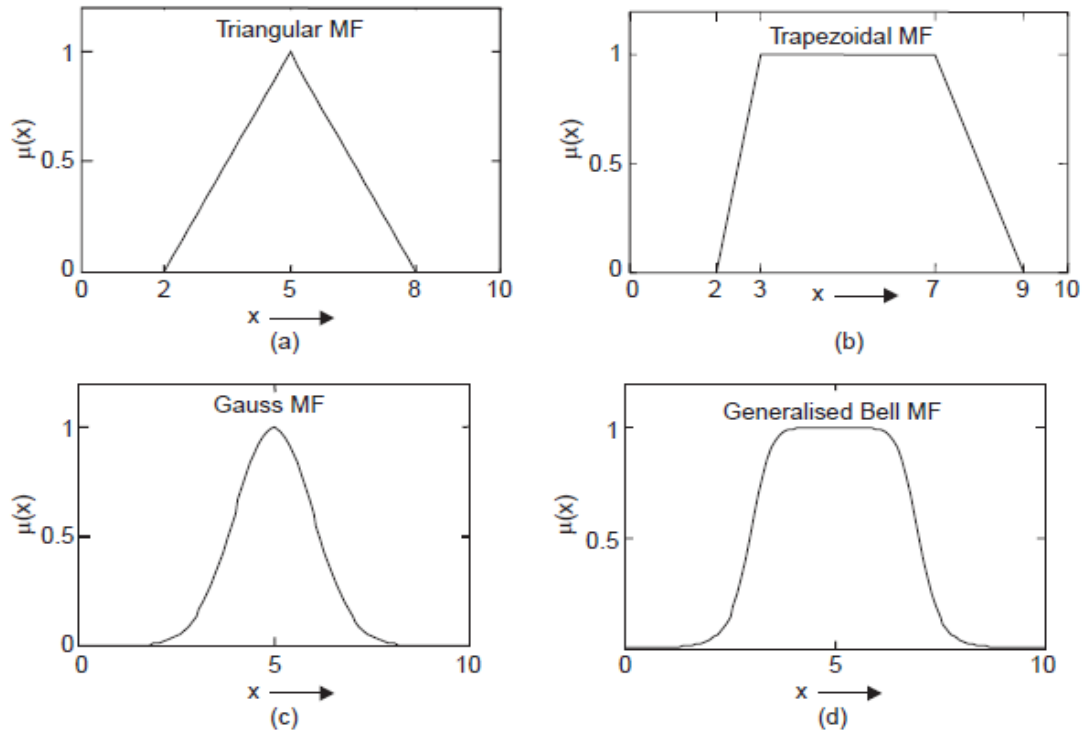 Triangular MF
1
μ(x)
0.5
0
0 2 5 8 10
x
(a)
Trapezoidal MF
1
μ(x)
0.5
0
0 2 3 7 9 10
x
(b)
Gauss MF
1
μ(x)
0.5
0
0 5 10
x
(c)
Generalised Bell MF
1
μ(x)
0.5
0 5 10
x
(d)